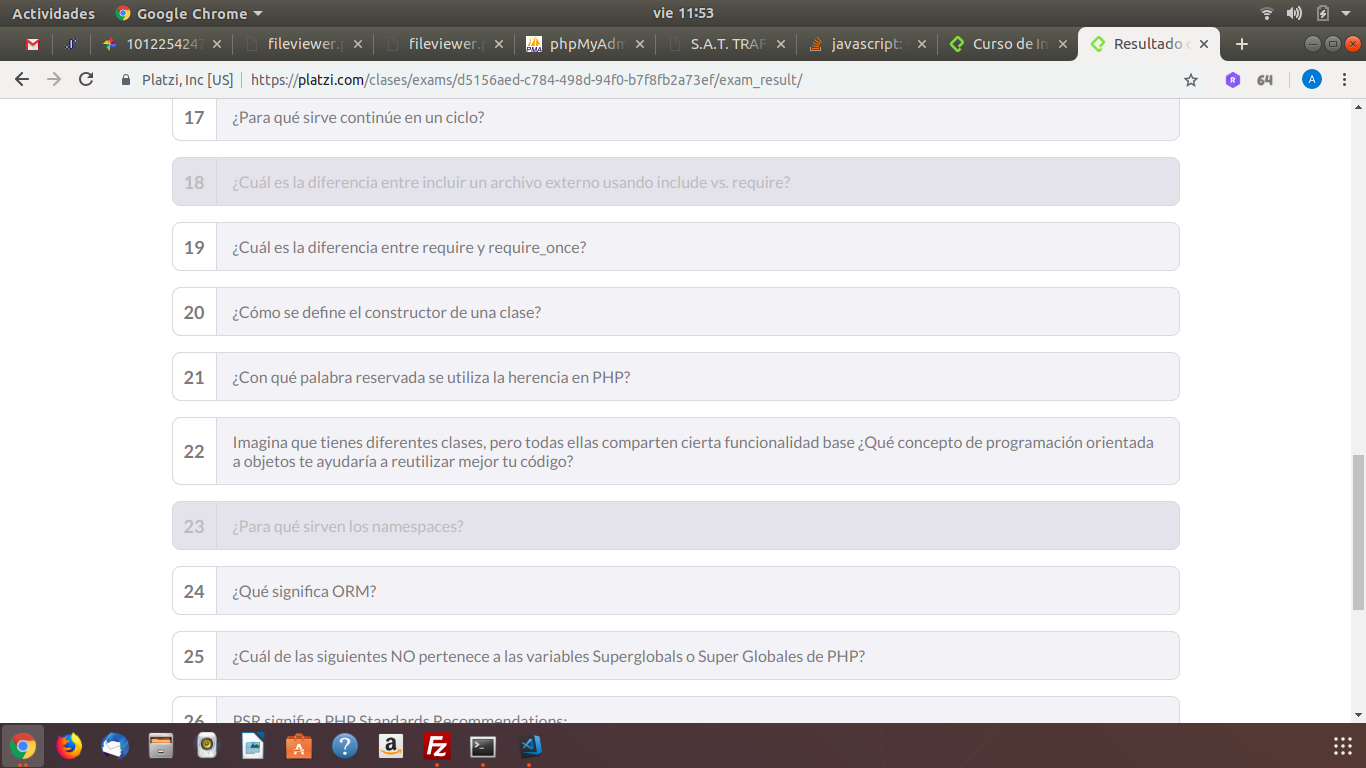 Actividades Google Chrome vie 11:53
1012254247 fileviewer.p fileviewer.p phpMyAdm S.A.T. TRAF javascript: Curso de In Resultado
Platzi, Inc [US] https://platzi.com/clases/exams/d5156aed-c784-498d-94f0-b7f8fb2a73ef/exam_result/ 64 A
17 ¿Para qué sirve continúe en un ciclo?
18 ¿Cuál es la diferencia entre incluir un archivo externo usando include vs. require?
19 ¿Cuál es la diferencia entre require y require_once?
20 ¿Cómo se define el constructor de una clase?
21 ¿Con qué palabra reservada se utiliza la herencia en PHP?
22 Imagina que tienes diferentes clases, pero todas ellas comparten cierta funcionalidad base ¿Qué concepto de programación orientada
a objetos te ayudaría a reutilizar mejor tu código?
23 ¿Para qué sirven los namespaces?
24 ¿Qué significa ORM?
25 ¿Cuál de las siguientes NO pertenece a las variables Superglobals o Super Globales de PHP?
26 PSR significa PHP Standards Recommendations: